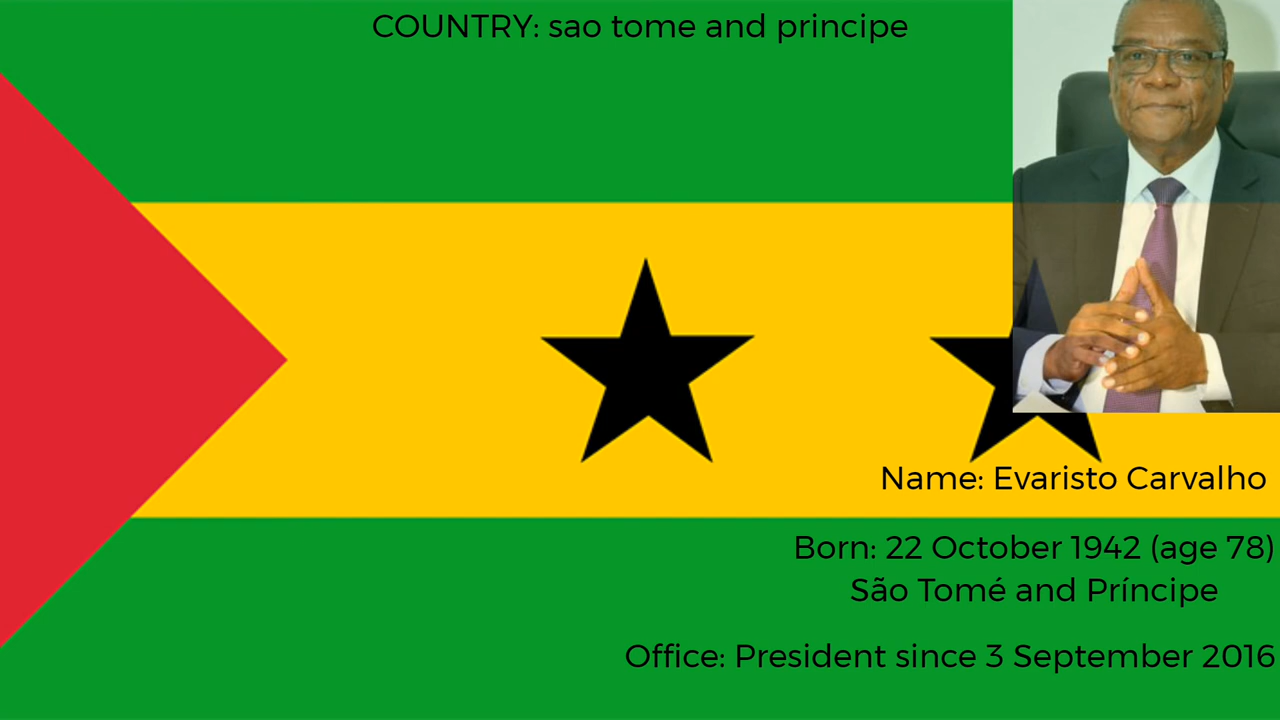 COUNTRY: sao tome and principe
Name: Evaristo Carvalho
Born: 22 October 1942 (age 78)
São Tomé and Príncipe
Office: President since 3 September 2016